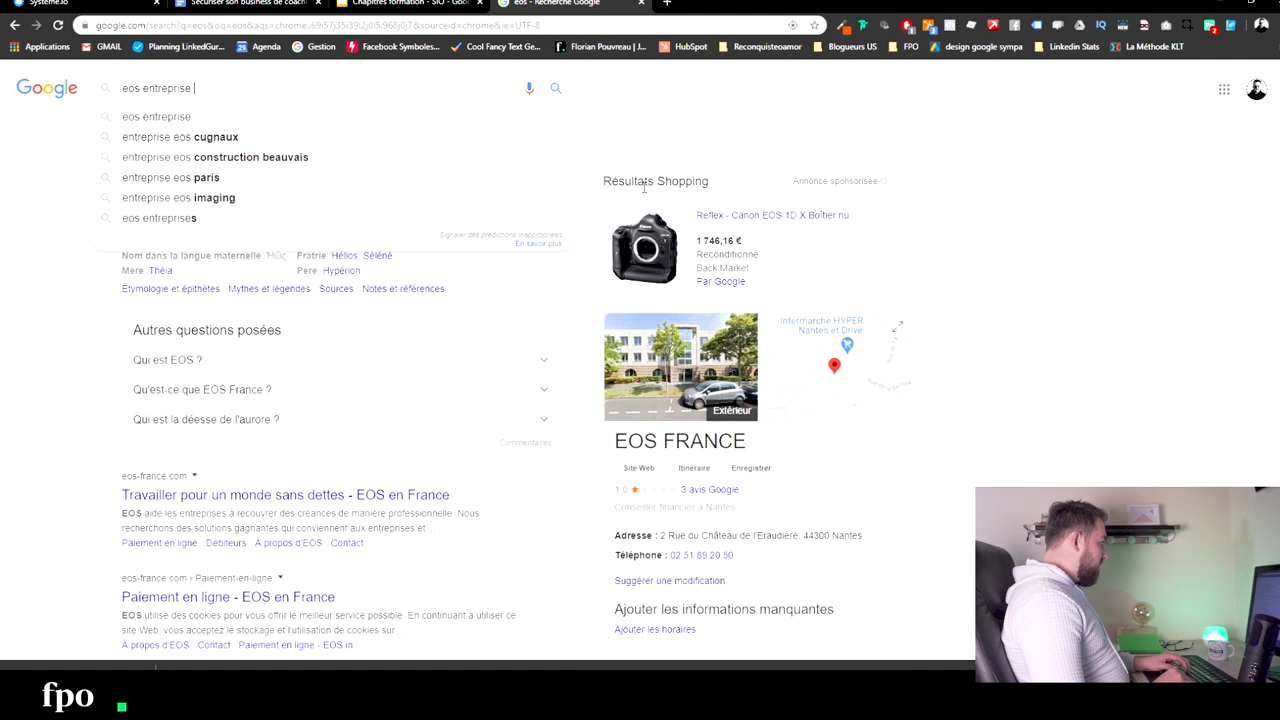 Systeme.io
Sécuriser son business de coach
Chapitres formation - SIO - Goo
eos - Recherche Google
google.com/search?q=eos&oq=eos&aqs=chrome..69i57j35i39l2j0l5.968j0j7&sourceid=chrome&ie=UTF-8
Applications GMAIL Planning LinkedGur... Agenda Gestion Facebook Symboles... Cool Fancy Text Ge... Florian Pouvreau | J... HubSpot Reconquisteomoi Blogueurs US FPO design google sympa Linkedin Stats La Méthode KLT
Google
eos entreprise
eos entreprise
entreprise eos cugnaux
entreprise eos construction beauvais
entreprise eos paris
entreprise eos imaging
eos entreprises
Signaler des prédictions inappropriées
En savoir plus
Nom dans la langue maternelle Fratrie Hélios, Séléné
Mère Théia Père Hypérion
Étymologie et épithètes Mythes et légendes Sources Notes et références
Autres questions posées
Qui est EOS ?
Qu'est-ce que EOS France ?
Qui est la déesse de l'aurore ?
Commentaires
eos-france.com
Travailler pour un monde sans dettes - EOS en France
EOS aide les entreprises à recouvrer des créances de manière professionnelle. Nous
recherchons des solutions gagnantes qui conviennent aux entreprises et ...
Paiement en ligne Débiteurs A propos d'EOS Contact
eos-france.com › Paiement-en-ligne
Paiement en ligne - EOS en France
EOS utilise des cookies pour vous offrir le meilleur service possible. En continuant à utiliser ce
site Web, vous acceptez le stockage et l'utilisation de cookies sur
A propos d'EOS Contact Paiement en ligne - EOS in
Résultats Shopping
Annonce sponsorisée
Reflex - Canon EOS 1D X Boîtier nu
1 746,16 €
Reconditionné
Back Market
Par Google
Intermarché HYPER
Nantes et Drive
Extérieur
EOS FRANCE
Site Web Itinéraire Enregistrer
1,0 3 avis Google
Conseiller financier à Nantes
Adresse : 2 Rue du Château de l'Eraudière, 44300 Nantes
Téléphone : 02 51 89 20 50
Suggérer une modification
Ajouter les informations manquantes
Ajouter les horaires
fpo